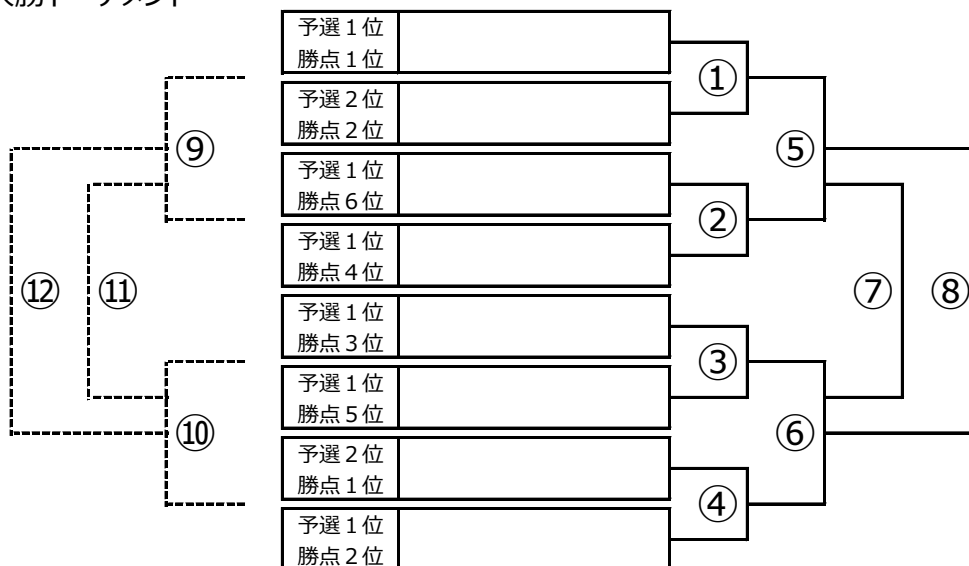 予選１位
勝点１位
①
予選２位
勝点２位
⑨
⑤
予選１位
勝点６位
②
予選１位
勝点４位
⑫
⑪
⑦
⑧
予選１位
勝点３位
③
予選１位
勝点５位
⑩
⑥
予選２位
勝点１位
④
予選１位
勝点２位